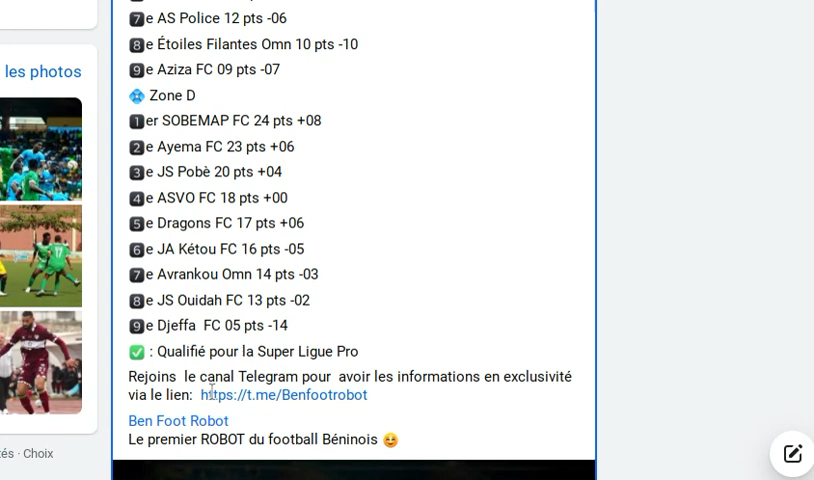 7e AS Police 12 pts -06
8e Étoiles Filantes Omn 10 pts -10
les photos
9e Aziza FC 09 pts -07
Zone D
1er SOBEMAP FC 24 pts +08
2e Ayema FC 23 pts +06
3e JS Pobè 20 pts +04
4e ASVO FC 18 pts +00
5e Dragons FC 17 pts +06
6e JA Kétou FC 16 pts -05
7e Avrankou Omn 14 pts -03
8e JS Ouidah FC 13 pts -02
9e Djeffa FC 05 pts -14
✅ : Qualifié pour la Super Ligue Pro
Rejoins le canal Telegram pour avoir les informations en exclusivité
via le lien: https://t.me/Benfootrobot
Ben Foot Robot
Le premier ROBOT du football Béninois 😉
és · Choix